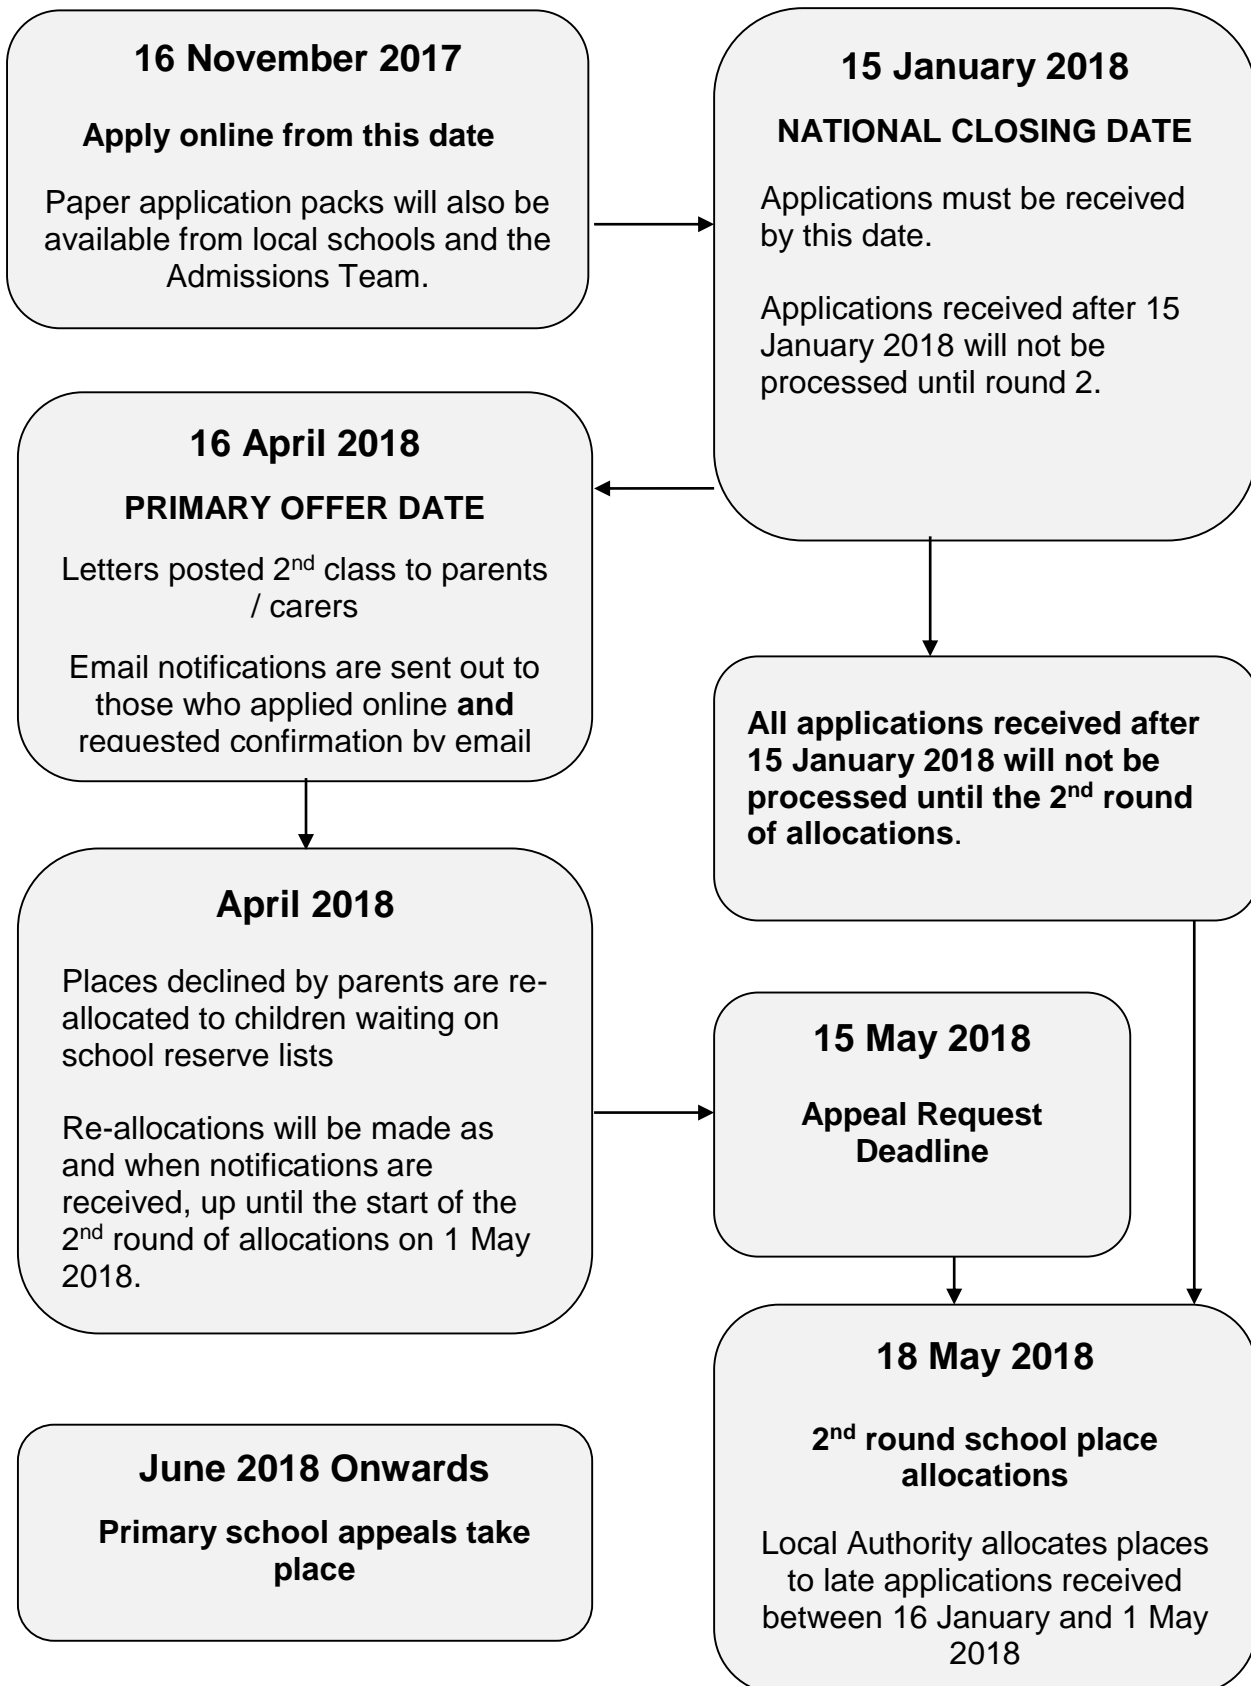 16 November 2017
Apply online from this date
Paper application packs will also be
available from local schools and the
Admissions Team.
15 January 2018
NATIONAL CLOSING DATE
Applications must be received
by this date.
Applications received after 15
January 2018 will not be
processed until round 2.
16 April 2018
PRIMARY OFFER DATE
Letters posted 2nd class to parents
/ carers
Email notifications are sent out to
those who applied online and
requested confirmation by email
All applications received after
15 January 2018 will not be
processed until the 2nd round
of allocations.
April 2018
Places declined by parents are re-
allocated to children waiting on
school reserve lists
Re-allocations will be made as
and when notifications are
received, up until the start of the
2nd round of allocations on 1 May
2018.
15 May 2018
Appeal Request
Deadline
18 May 2018
2nd round school place
allocations
Local Authority allocates places
to late applications received
between 16 January and 1 May
2018
June 2018 Onwards
Primary school appeals take
place